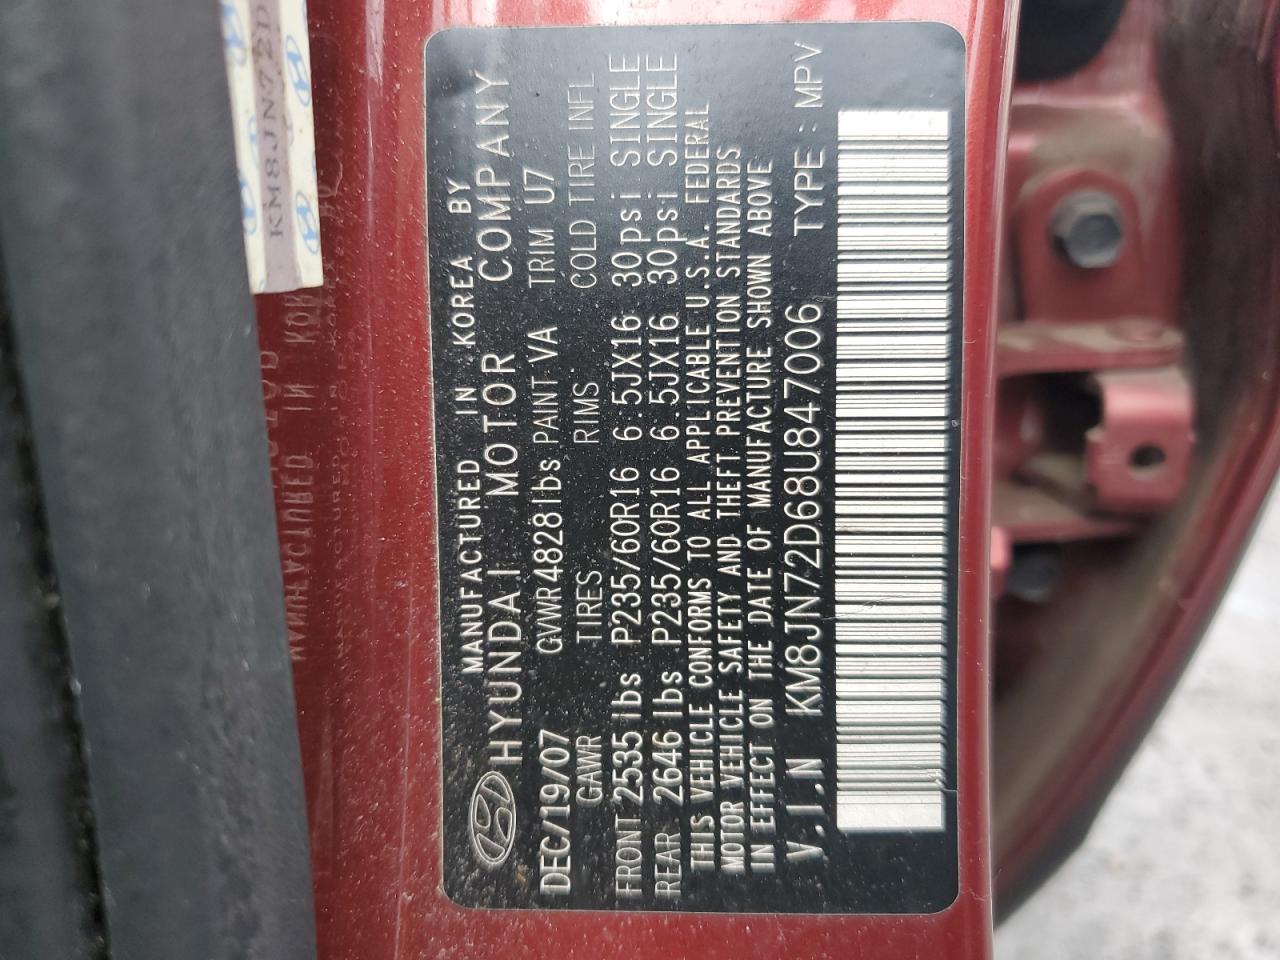 MANUFACTURED IN KOREA BY
HYUNDAI MOTOR COMPANY
DEC/19/07 GVWR 4828 lbs PAINT VA TRIM U7
GAWR TIRES RIMS COLD TIRE INFL
FRONT 2535 lbs P235/60R16 6.5JX16 30psi SINGLE
REAR 2646 lbs P235/60R16 6.5JX16 30psi SINGLE
THIS VEHICLE CONFORMS TO ALL APPLICABLE U.S.A. FEDERAL
MOTOR VEHICLE SAFETY AND THEFT PREVENTION STANDARDS
IN EFFECT ON THE DATE OF MANUFACTURE SHOWN ABOVE
V.I.N KM8JN72D68U847006 TYPE : MPV
KM8JN72D